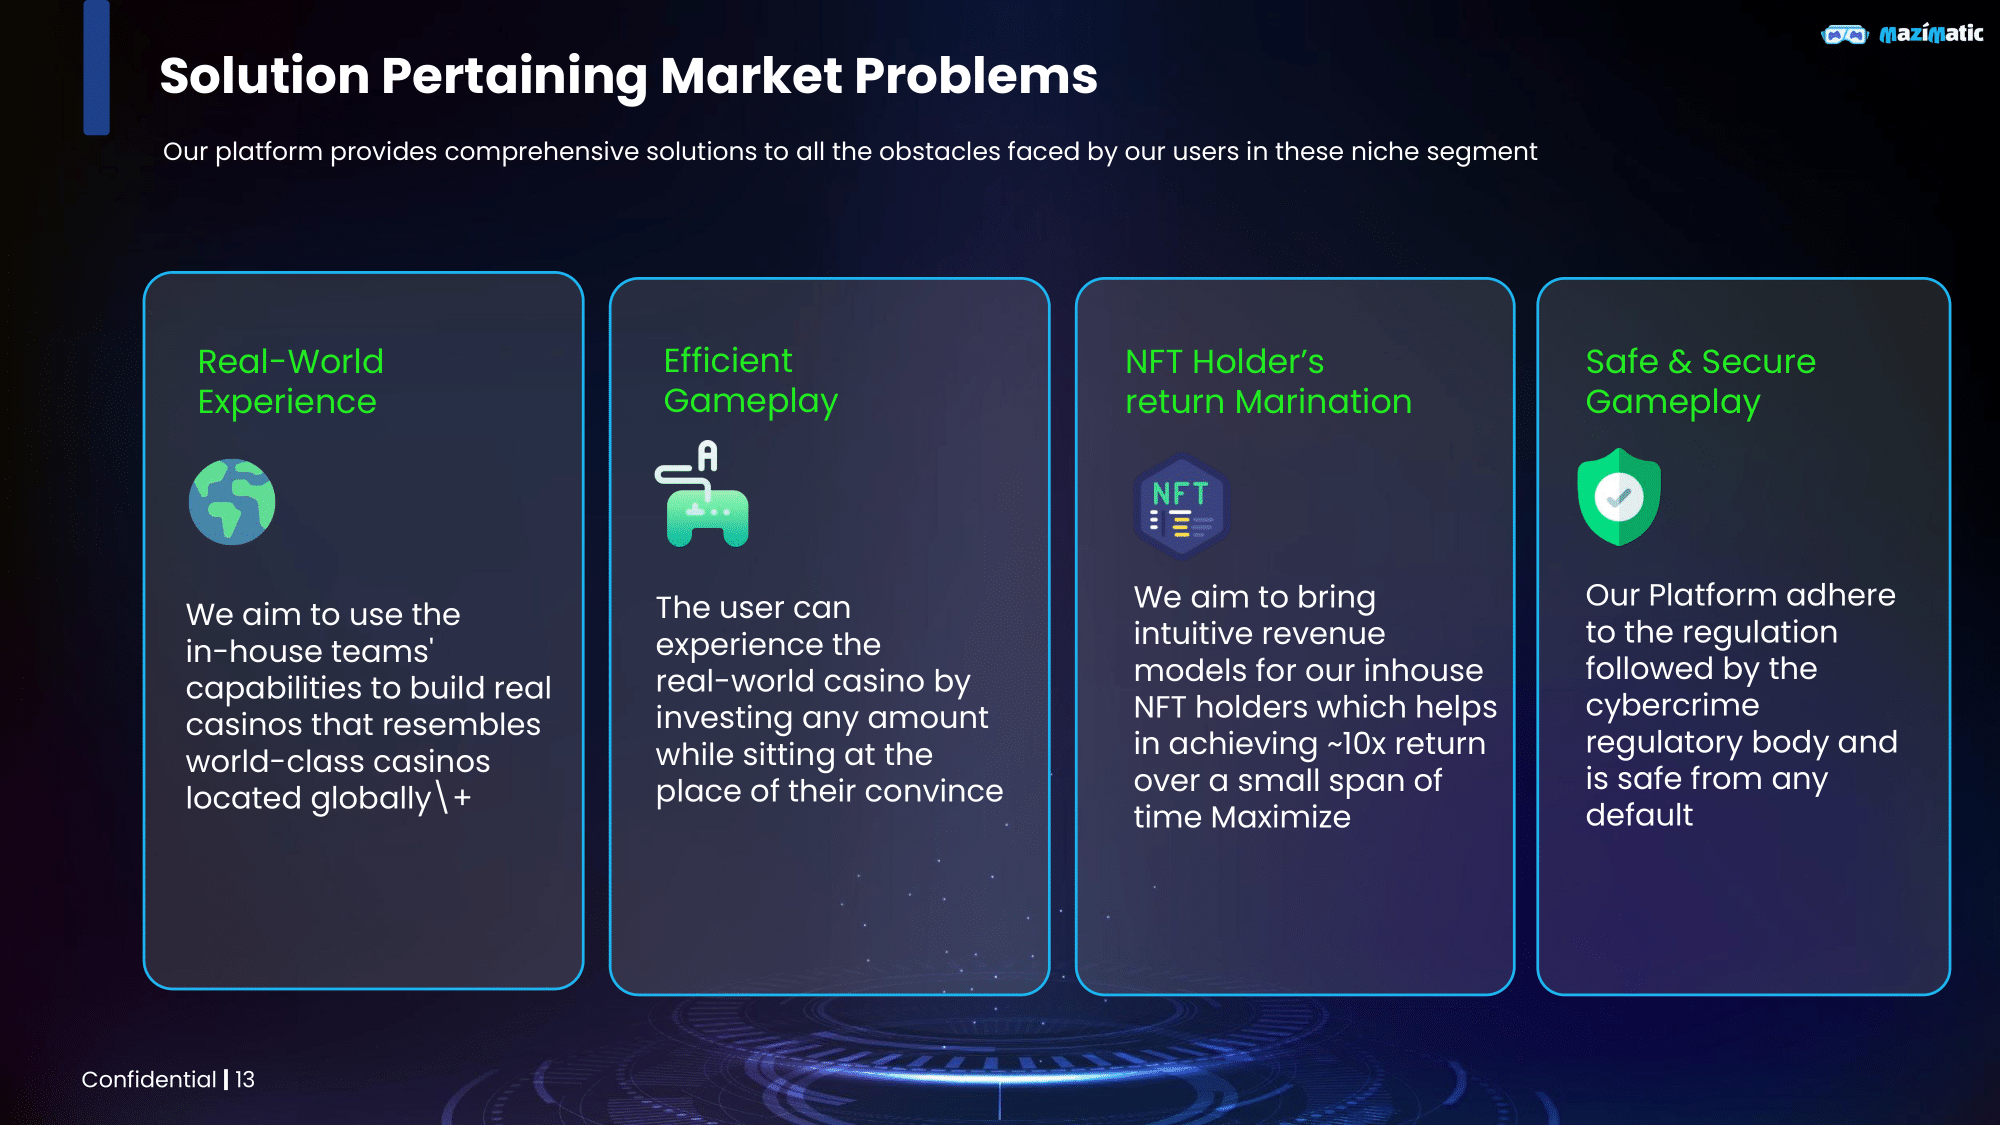 MaziMatic
Solution Pertaining Market Problems
Our platform provides comprehensive solutions to all the obstacles faced by our users in these niche segment
Real-World
Experience
We aim to use the
in-house teams'
capabilities to build real
casinos that resembles
world-class casinos
located globally\+
Efficient
Gameplay
The user can
experience the
real-world casino by
investing any amount
while sitting at the
place of their convince
NFT Holder’s
return Marination
NFT
We aim to bring
intuitive revenue
models for our inhouse
NFT holders which helps
in achieving ~10x return
over a small span of
time Maximize
Safe & Secure
Gameplay
Our Platform adhere
to the regulation
followed by the
cybercrime
regulatory body and
is safe from any
default
Confidential | 13